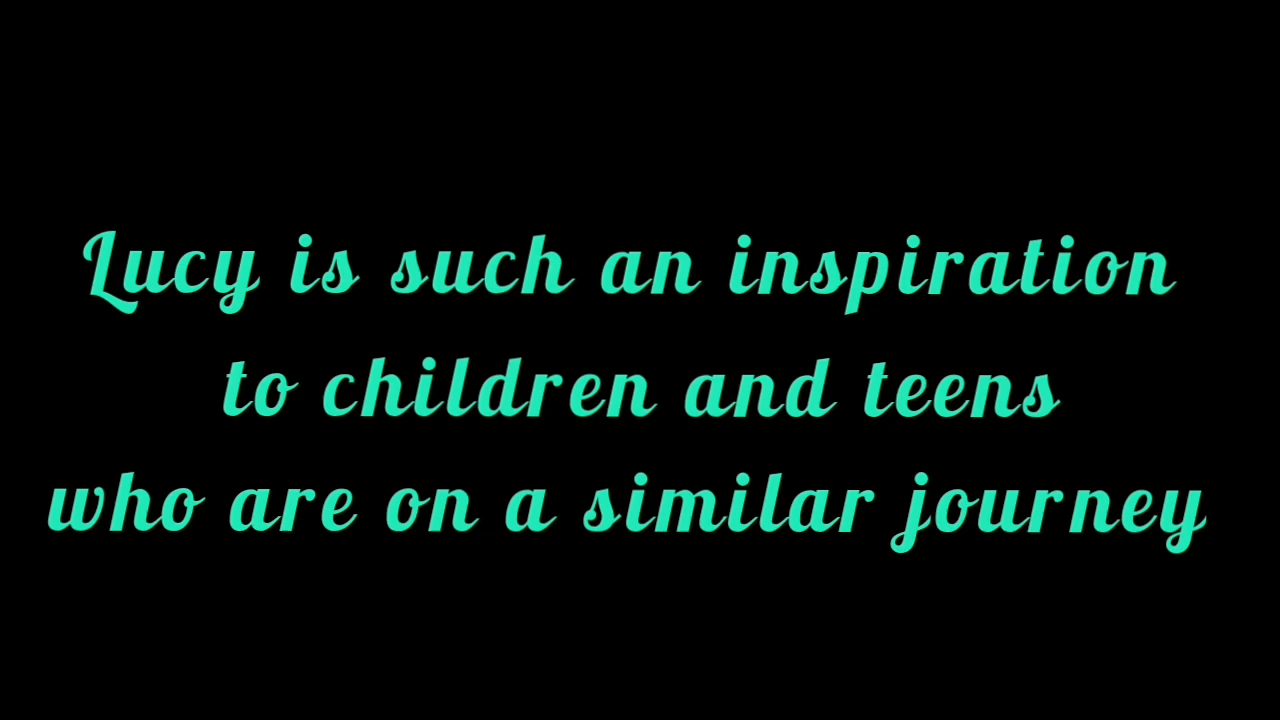 Lucy is such an inspiration
to children and teens
who are on a similar journey